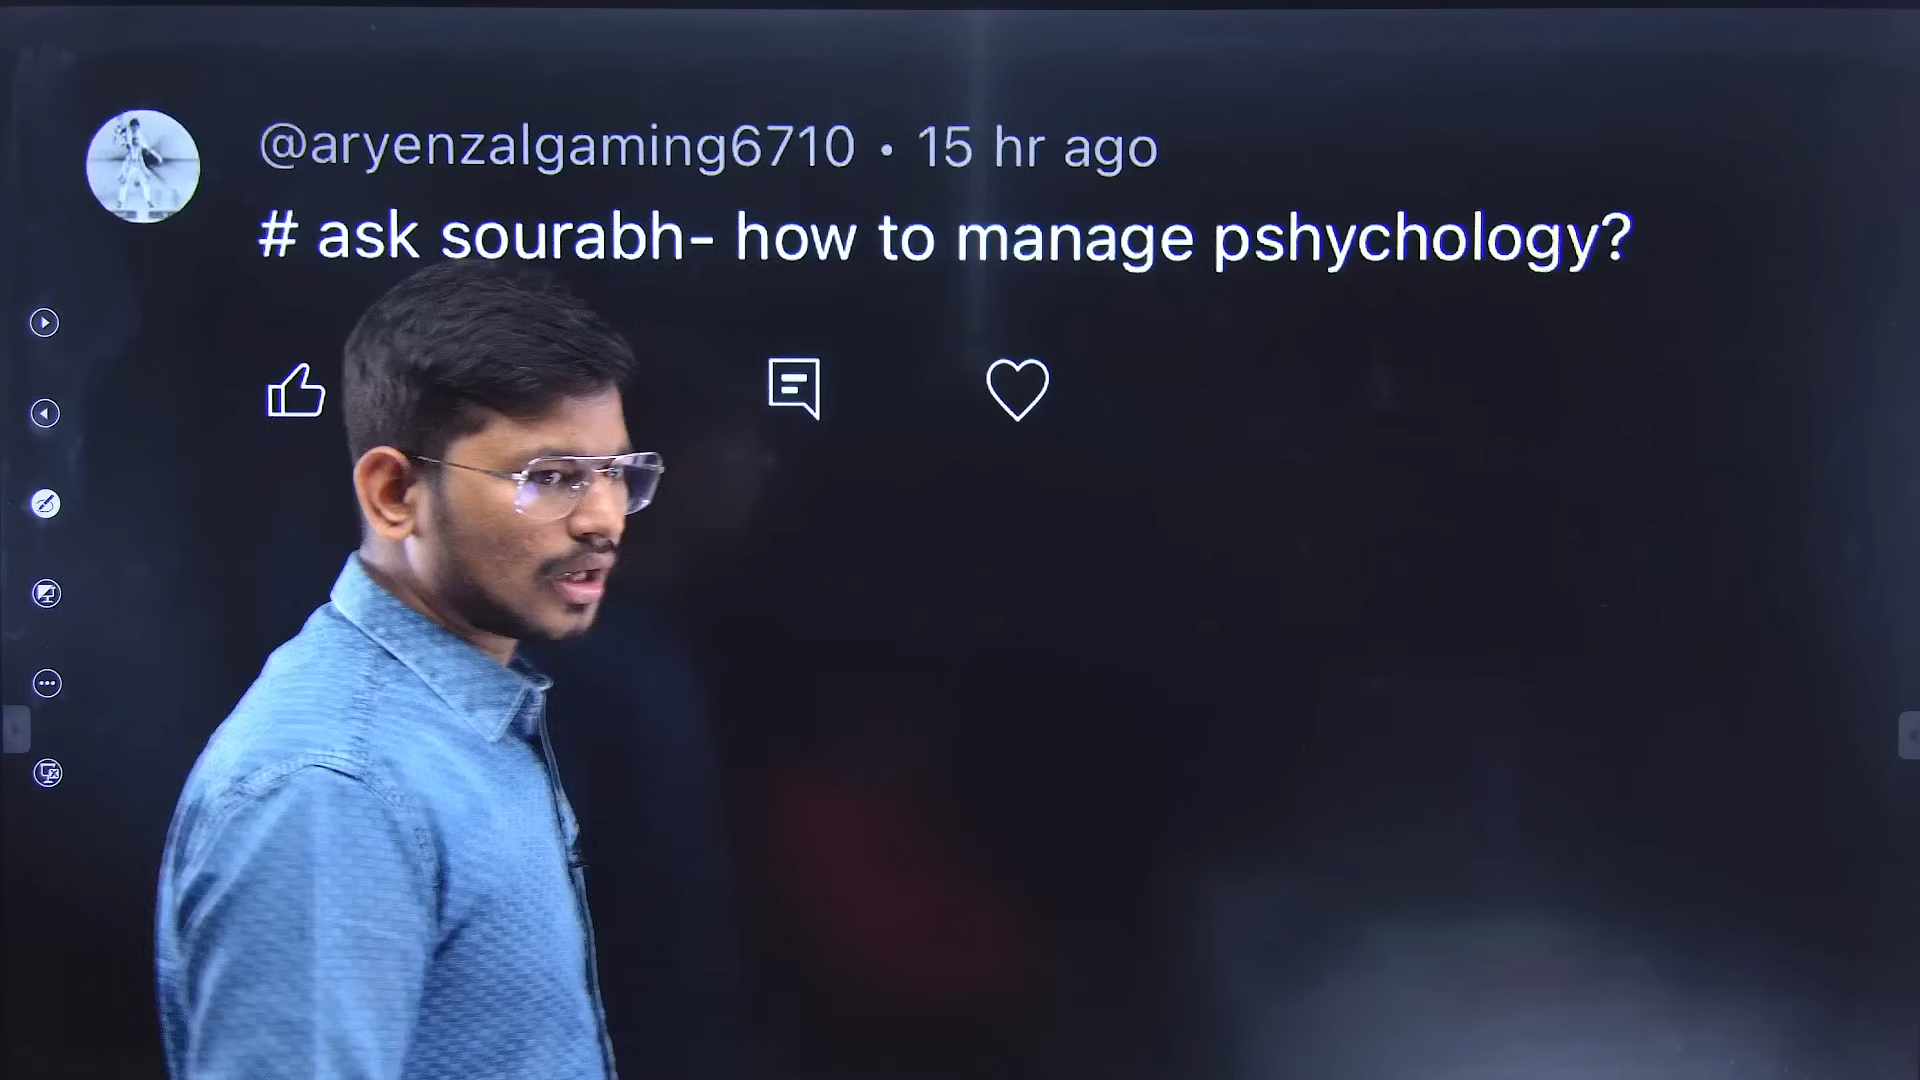 @aryenzalgaming6710 · 15 hr ago
# ask sourabh- how to manage pshychology?